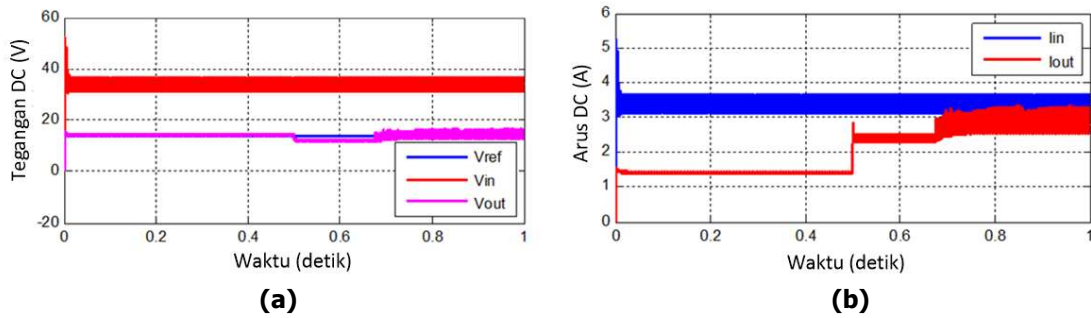 60
40
20
0
-20
Tegangan DC (V)
Vref
Vin
Vout
0 0.2 0.4 0.6 0.8 1
Waktu (detik)
(a)
6
5
4
3
2
1
0
Arus DC (A)
Iin
Iout
0 0.2 0.4 0.6 0.8 1
Waktu (detik)
(b)